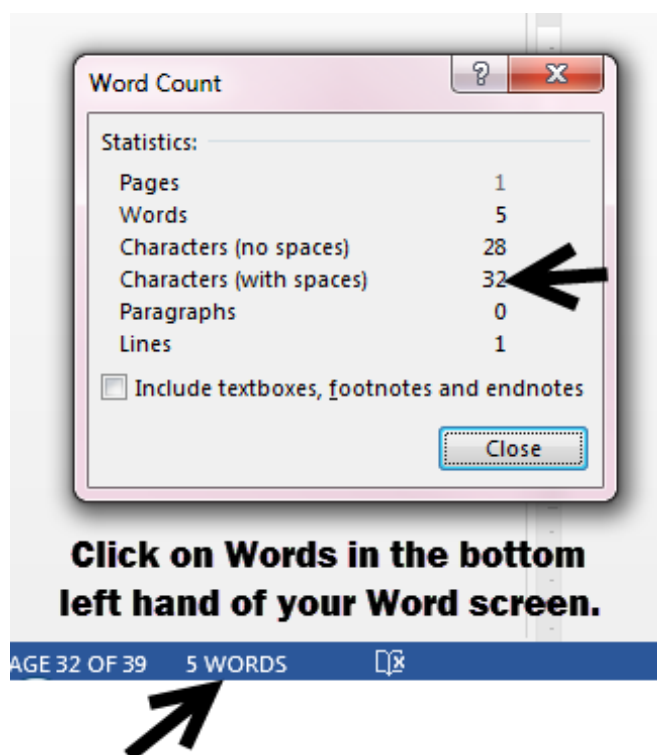 Word Count
Statistics:
Pages 1
Words 5
Characters (no spaces) 28
Characters (with spaces) 32
Paragraphs 0
Lines 1
Include textboxes, footnotes and endnotes
Close
Click on Words in the bottom
left hand of your Word screen.
AGE 32 OF 39 5 WORDS